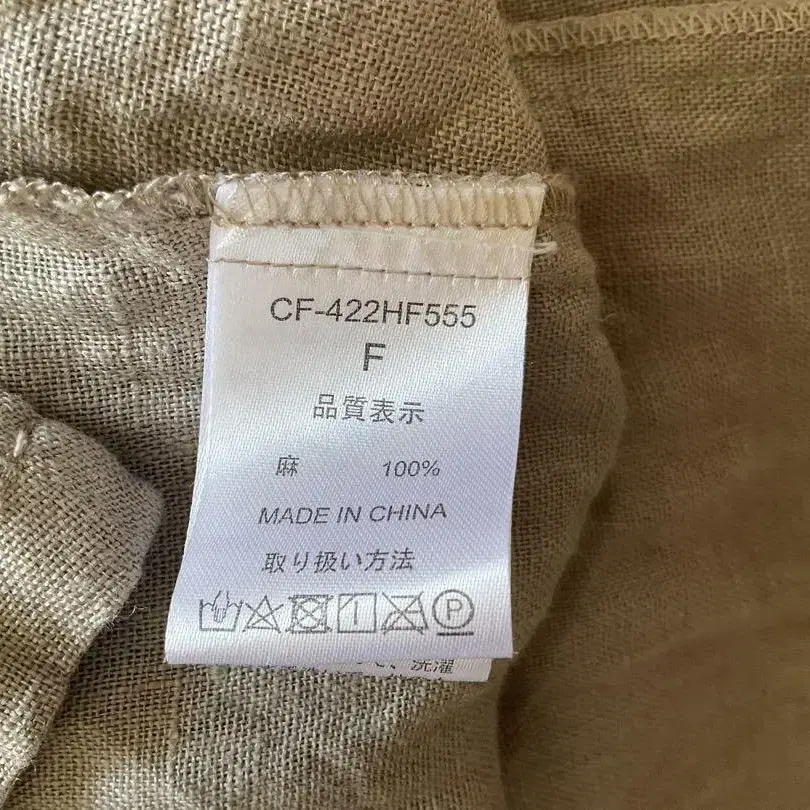 CF-422HF555
F
品質表示
麻 100%
MADE IN CHINA
取り扱い方法
P
洗濯